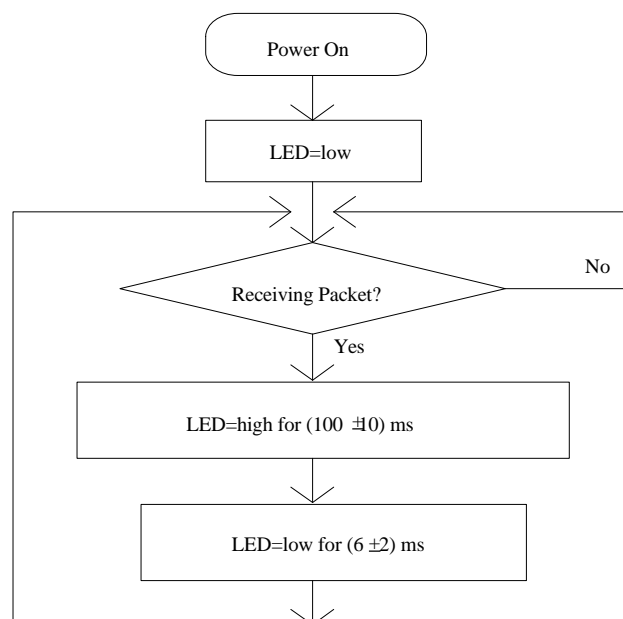 Power On
LED=low
Receiving Packet?
No
Yes
LED=high for (100 ±10) ms
LED=low for (6 ±2) ms